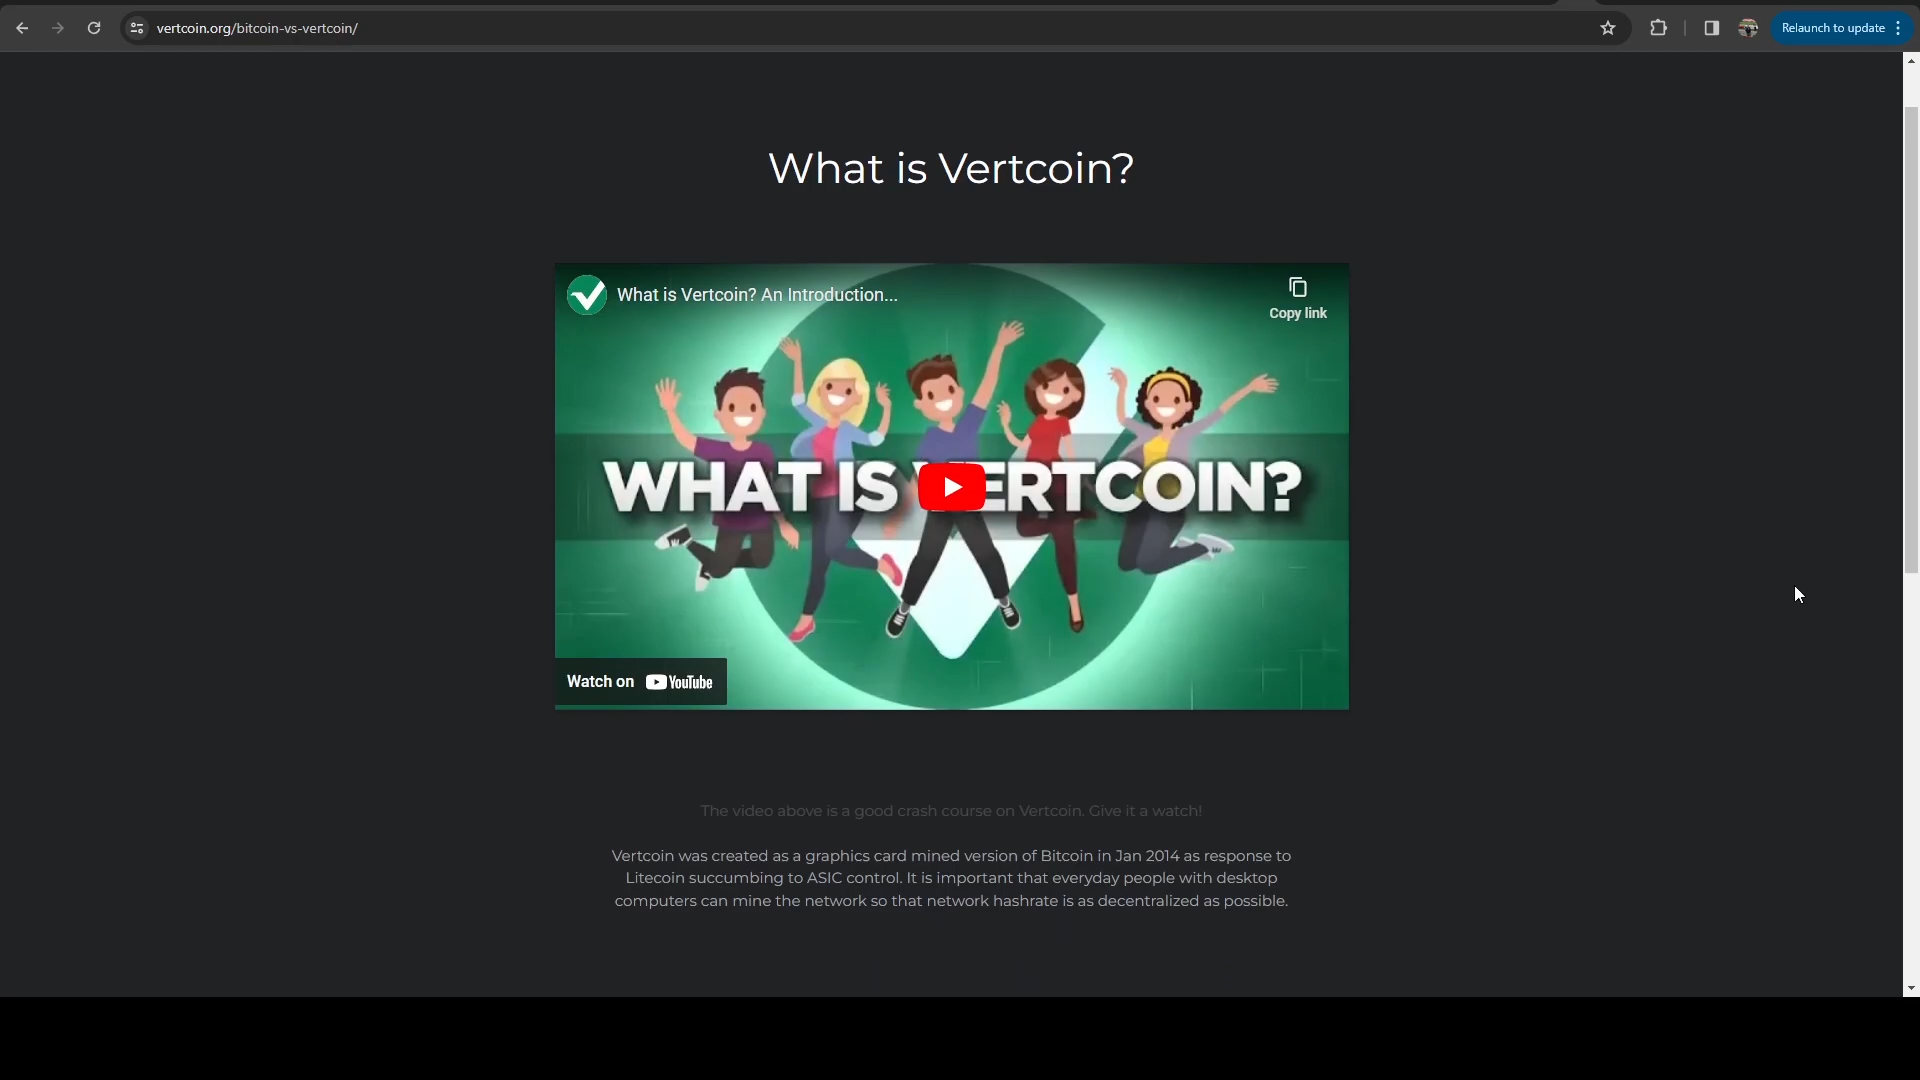 vertcoin.org/bitcoin-vs-vertcoin/
Relaunch to update
What is Vertcoin?
What is Vertcoin? An Introduction...
Copy link
WHAT IS VERTCOIN?
Watch on YouTube
The video above is a good crash course on Vertcoin. Give it a watch!
Vertcoin was created as a graphics card mined version of Bitcoin in Jan 2014 as response to
Litecoin succumbing to ASIC control. It is important that everyday people with desktop
computers can mine the network so that network hashrate is as decentralized as possible.